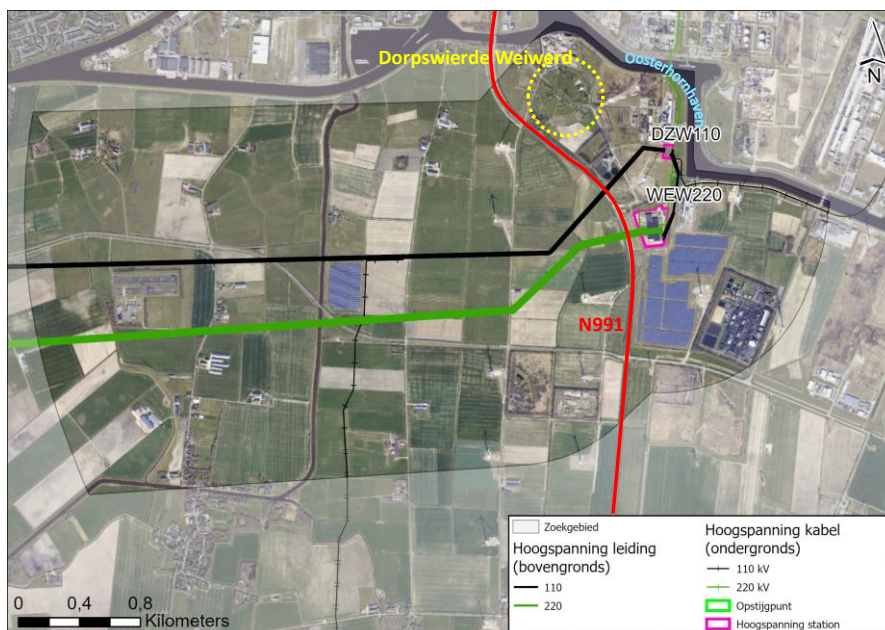 Dorpswierde Weiwerd
Oosterhornhaven
N
DZW110
WEW220
N991
Zoekgebied
Hoogspanning leiding
(bovengronds)
110
220
Hoogspanning kabel
(ondergronds)
110 kV
220 kV
Opstijgpunt
Hoogspanning station
0 0,4 0,8
Kilometers